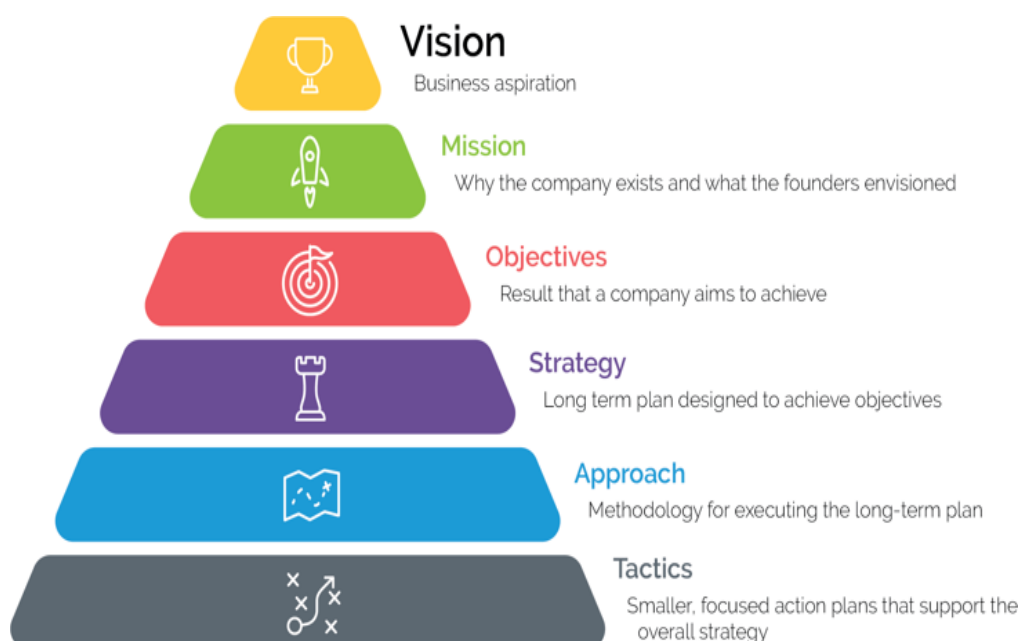 Vision
Business aspiration
Mission
Why the company exists and what the founders envisioned
Objectives
Result that a company aims to achieve
Strategy
Long term plan designed to achieve objectives
Approach
Methodology for executing the long-term plan
Tactics
Smaller, focused action plans that support the
overall strategy